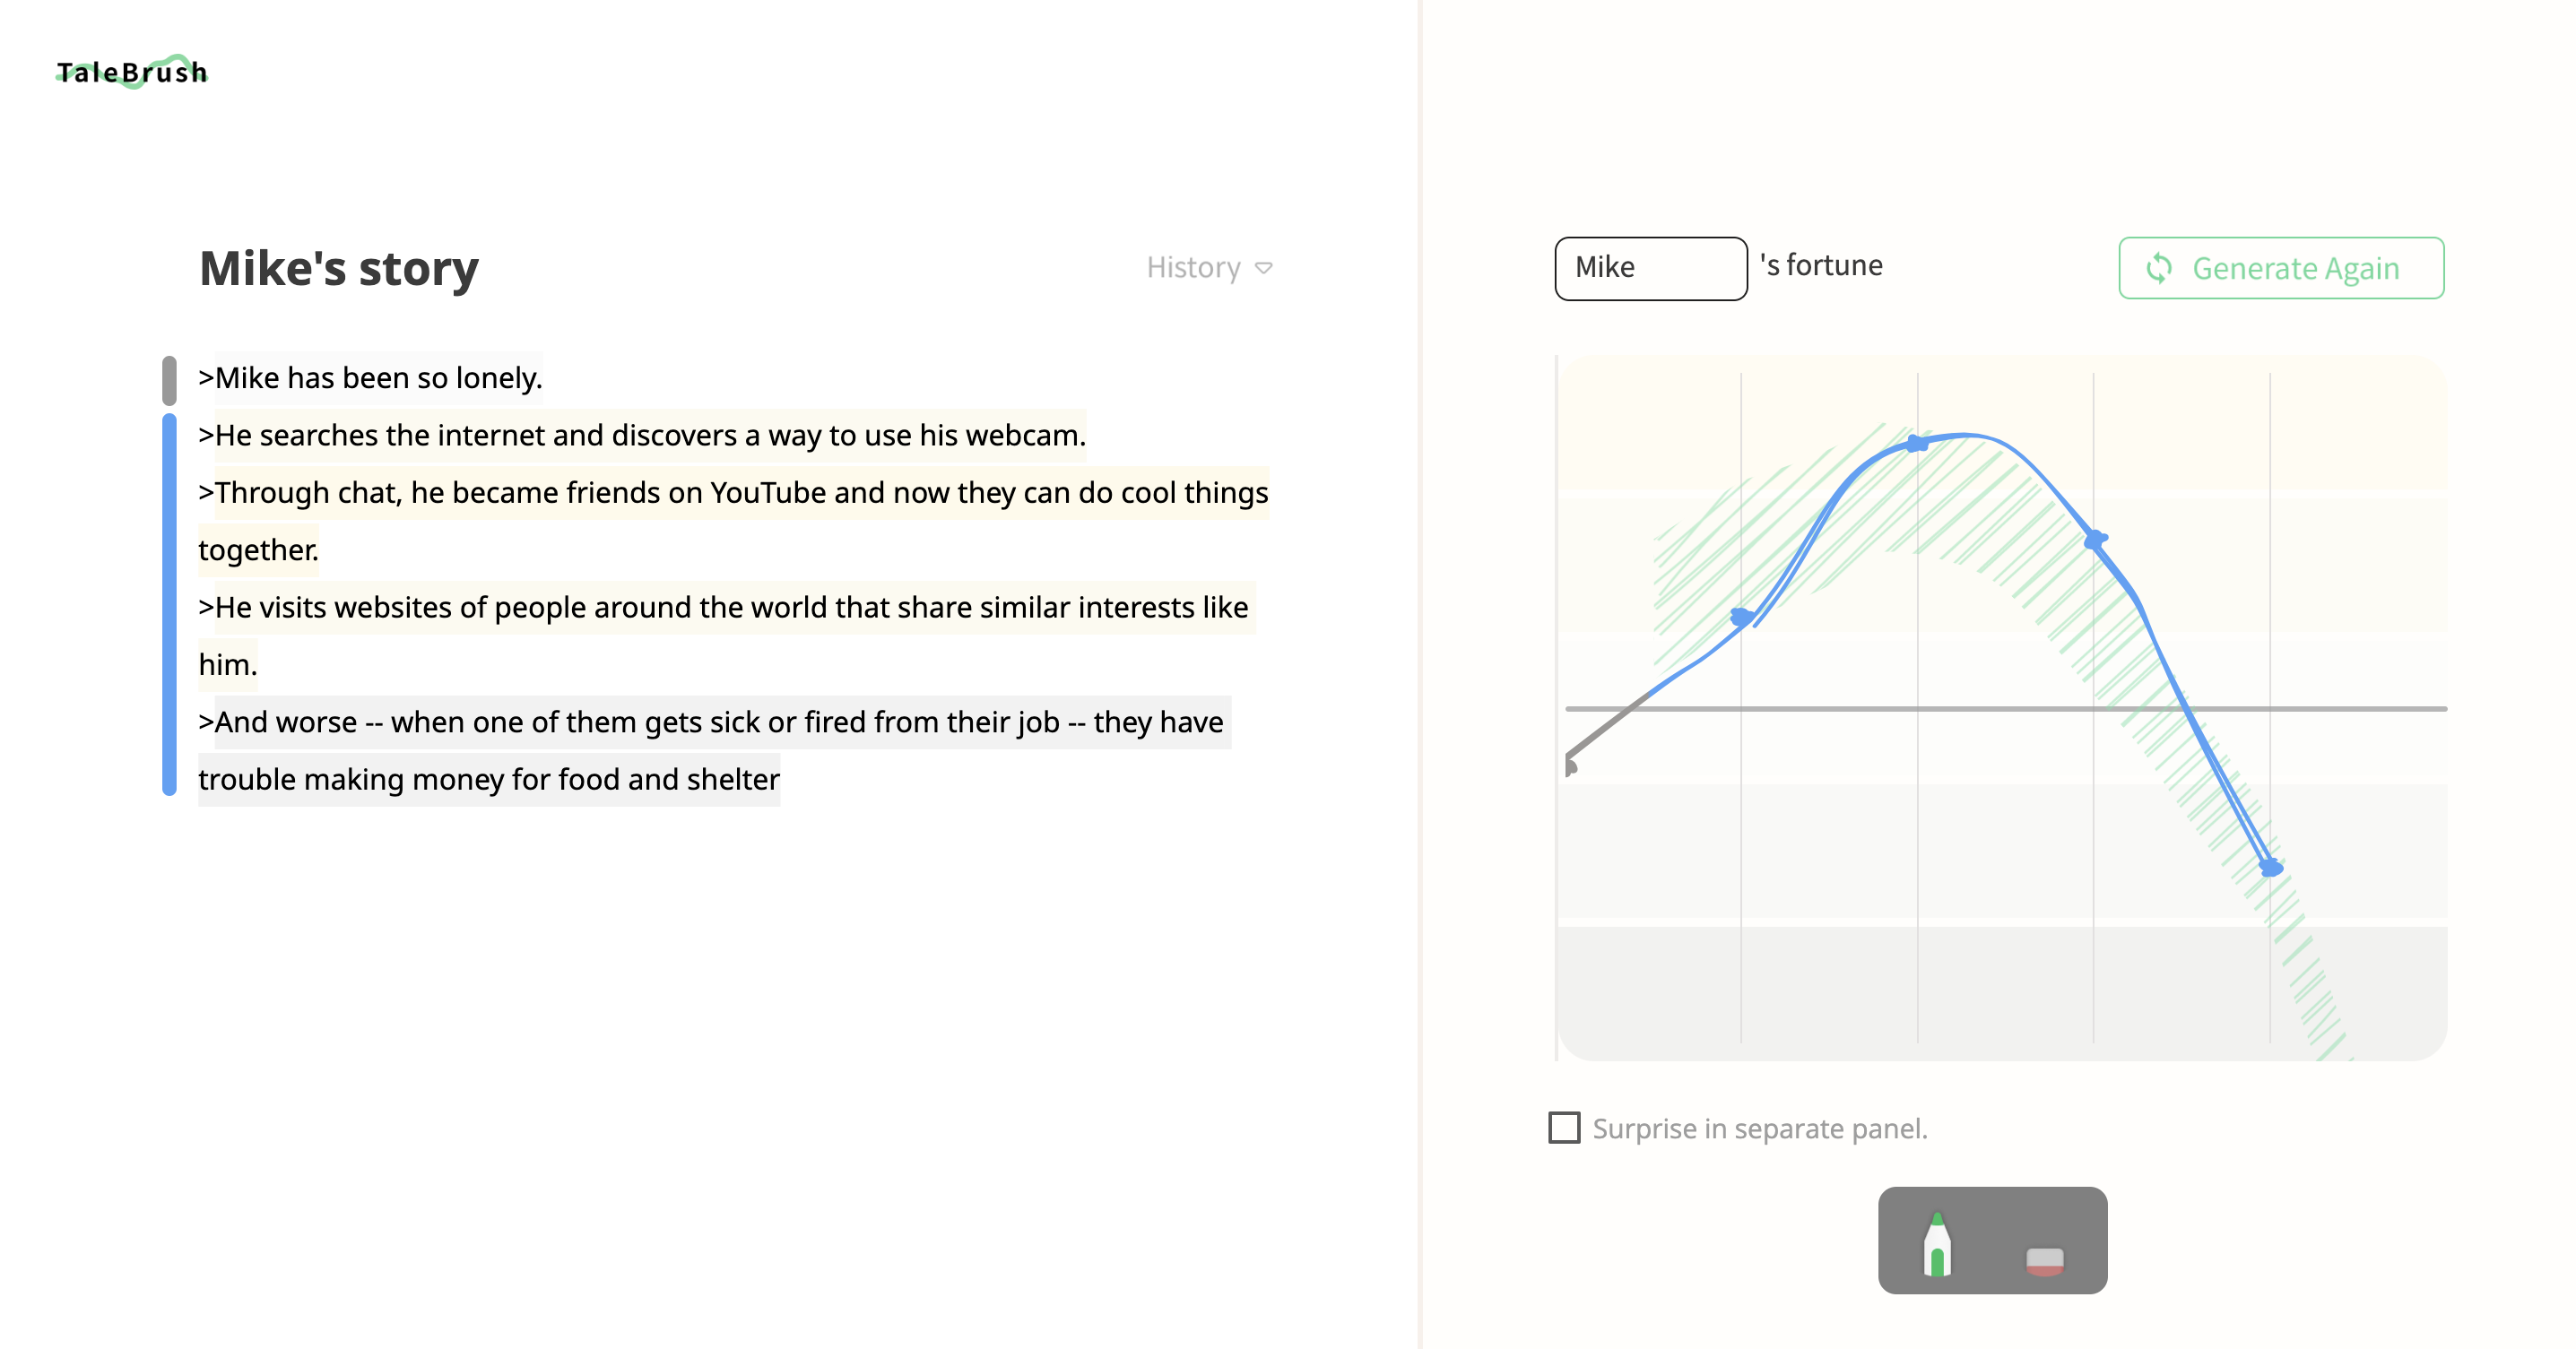 TaleBrush
Mike's story
History
>Mike has been so lonely.
>He searches the internet and discovers a way to use his webcam.
>Through chat, he became friends on YouTube and now they can do cool things
together.
>He visits websites of people around the world that share similar interests like
him.
>And worse -- when one of them gets sick or fired from their job -- they have
trouble making money for food and shelter
Mike 's fortune
Generate Again
Surprise in separate panel.